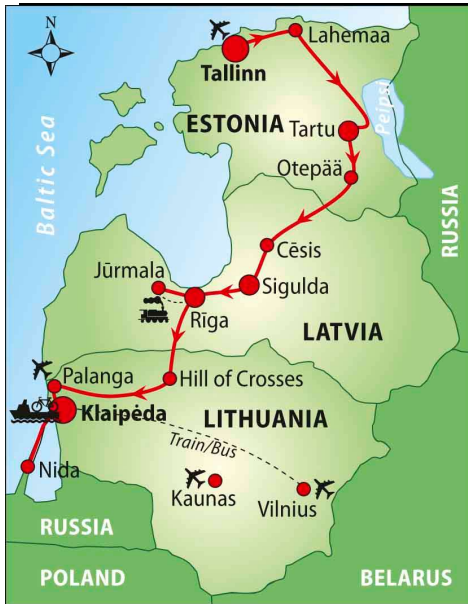 N
Lahemaa
Tallinn
ESTONIA
Tartu
Peipsi
Otepää
Baltic Sea
RUSSIA
Cēsis
Jūrmala
Sigulda
Rīga
LATVIA
Palanga
Hill of Crosses
Klaipėda
LITHUANIA
Train/Bus
Nida
Kaunas
Vilnius
RUSSIA
POLAND
BELARUS